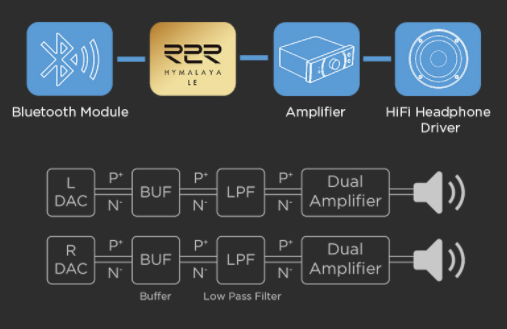 R2R
HYMALAYA
LE
Bluetooth Module
Amplifier
HiFi Headphone
Driver
L
DAC
P+
N-
BUF
P+
N-
LPF
P+
N-
Dual
Amplifier
R
DAC
P+
N-
BUF
P+
N-
LPF
P+
N-
Dual
Amplifier
Buffer
Low Pass Filter